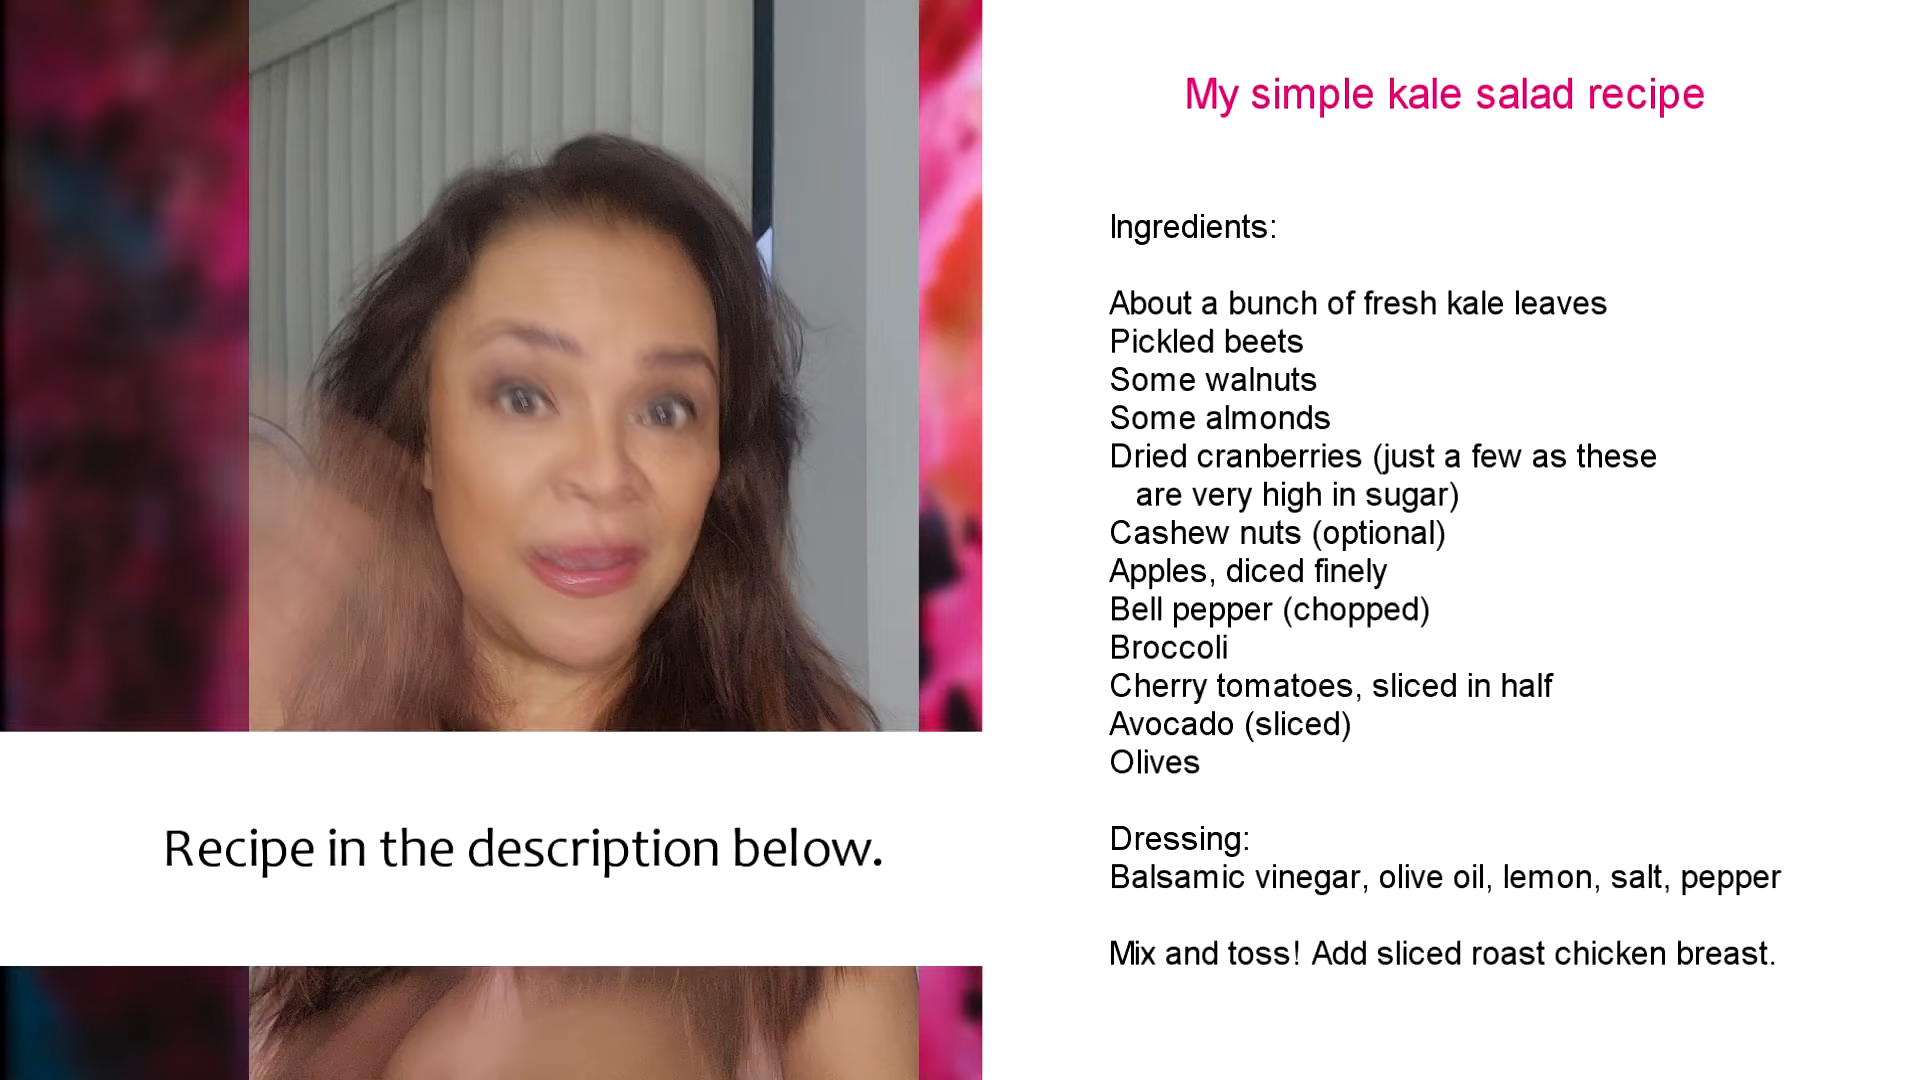 My simple kale salad recipe
Ingredients:
About a bunch of fresh kale leaves
Pickled beets
Some walnuts
Some almonds
Dried cranberries (just a few as these
are very high in sugar)
Cashew nuts (optional)
Apples, diced finely
Bell pepper (chopped)
Broccoli
Cherry tomatoes, sliced in half
Avocado (sliced)
Olives
Dressing:
Balsamic vinegar, olive oil, lemon, salt, pepper
Mix and toss! Add sliced roast chicken breast.
Recipe in the description below.